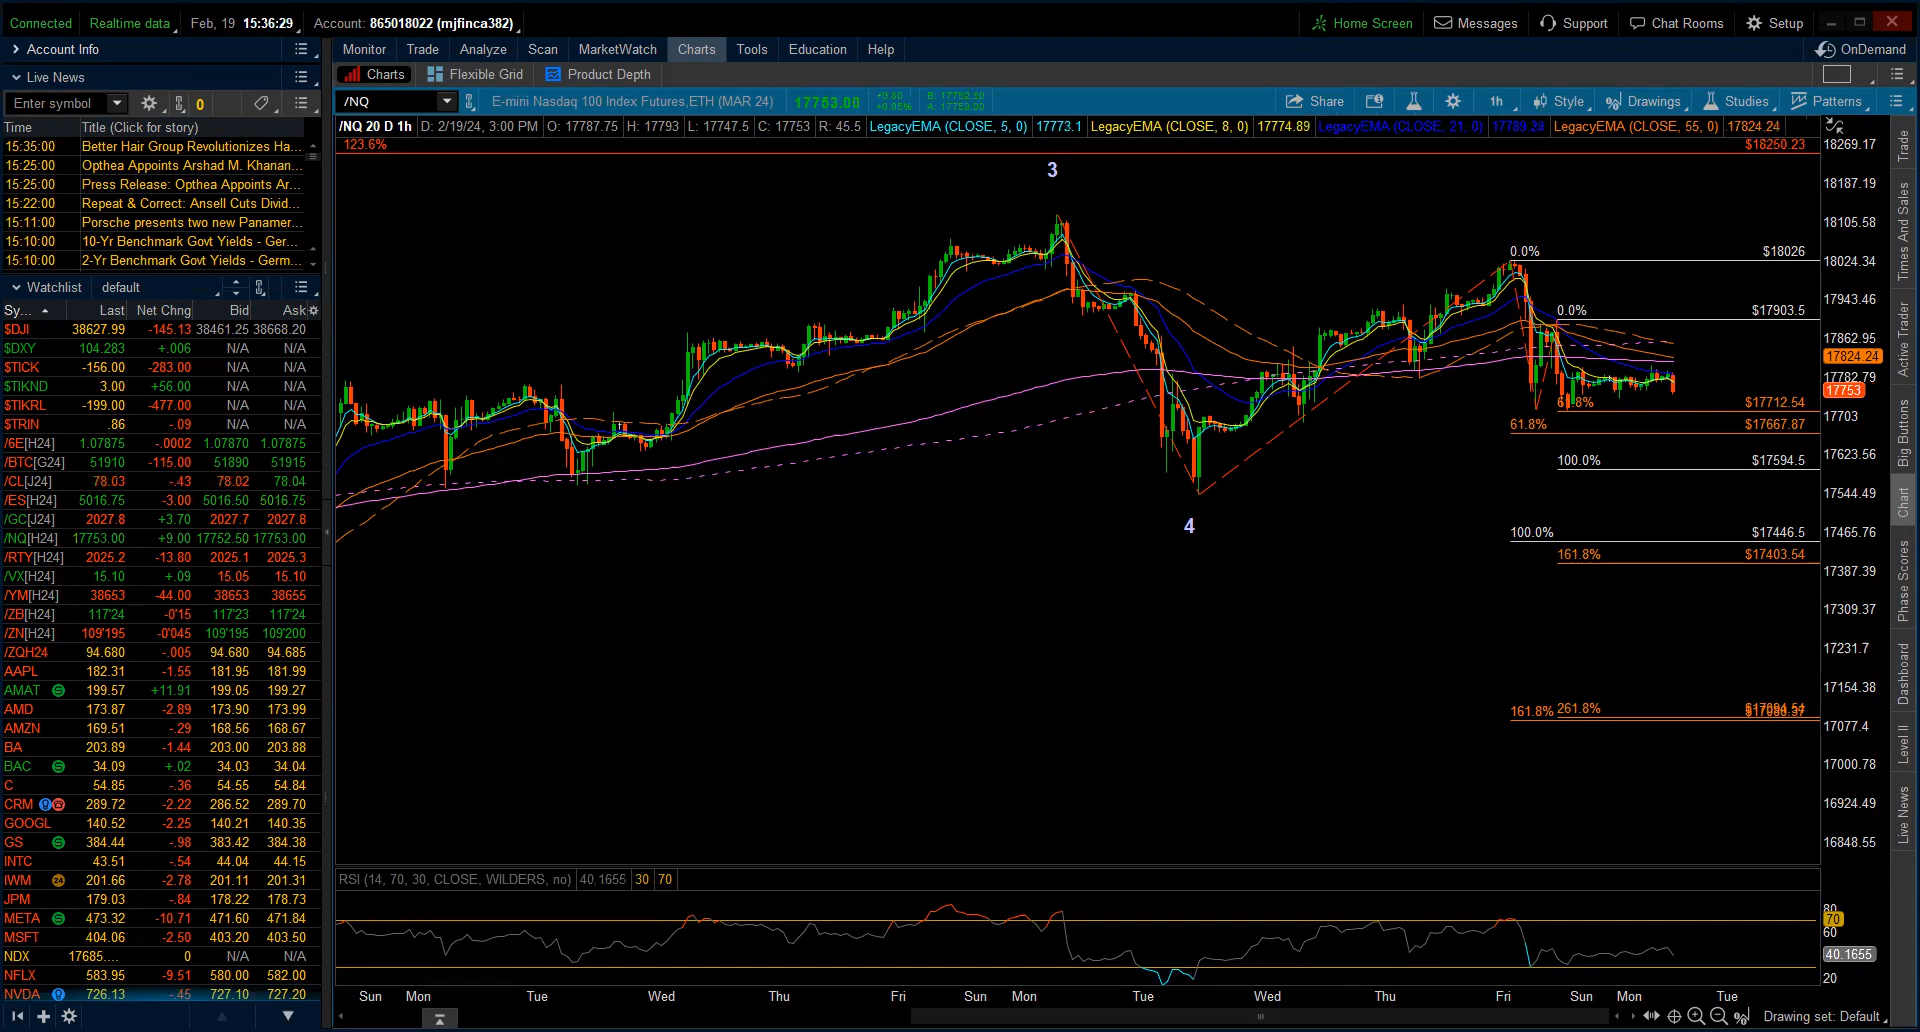 Connected Realtime data Feb, 19 15:36:29 Account: 865018022 (mjfinca382) Home Screen Messages Support Chat Rooms Setup
Account Info
Monitor Trade Analyze Scan MarketWatch Charts Tools Education Help OnDemand
Live News
Charts Flexible Grid Product Depth
Enter symbol 0
/NQ E-mini Nasdaq 100 Index Futures,ETH (MAR 24) 17753.00 +9.00 +0.05% B: 17752.50 A: 17753.00 Share 1h Style Drawings Studies Patterns
/NQ 20 D 1h D: 2/19/24, 3:00 PM O: 17787.75 H: 17793 L: 17747.5 C: 17753 R: 45.5 LegacyEMA (CLOSE, 5, 0) 17773.1 LegacyEMA (CLOSE, 8, 0) 17774.89 LegacyEMA (CLOSE, 21, 0) LegacyEMA (CLOSE, 55, 0) 17824.24
Time Title (Click for story)
15:35:00 Better Hair Group Revolutionizes Ha...
15:25:00 Opthea Appoints Arshad M. Khanan...
15:25:00 Press Release: Opthea Appoints Ar...
15:22:00 Repeat & Correct: Ansell Cuts Divid...
15:11:00 Porsche presents two new Panamer...
15:10:00 10-Yr Benchmark Govt Yields - Ger...
15:10:00 2-Yr Benchmark Govt Yields - Germ...
Watchlist default
Sy... Last Net Chng Bid Ask
$DJI 38627.99 -145.13 38461.25 38668.20
$DXY 104.283 +.006 N/A N/A
$TICK -156.00 -283.00 N/A N/A
$TIKND 3.00 +56.00 N/A N/A
$TIKRL -199.00 -477.00 N/A N/A
$TRIN .86 -.09 N/A N/A
/6E[H24] 1.07875 -.0002 1.07870 1.07875
/BTC[G24] 51910 -115.00 51890 51915
/CL[J24] 78.03 -.43 78.02 78.04
/ES[H24] 5016.75 -3.00 5016.50 5016.75
/GC[J24] 2027.8 +3.70 2027.7 2027.8
/NQ[H24] 17753.00 +9.00 17752.50 17753.00
/RTY[H24] 2025.2 -13.80 2025.1 2025.3
/VX[H24] 15.10 +.09 15.05 15.10
/YM[H24] 38653 -44.00 38653 38655
/ZB[H24] 117'24 -0'15 117'23 117'24
/ZN[H24] 109'195 -0'045 109'195 109'200
/ZQH24 94.680 -.005 94.680 94.685
AAPL 182.31 -1.55 181.95 181.99
AMAT 199.57 +11.91 199.05 199.27
AMD 173.87 -2.89 173.90 173.99
AMZN 169.51 -.29 168.56 168.67
BA 203.89 -1.44 203.00 203.88
BAC 34.09 +.02 34.03 34.04
C 54.85 -.36 54.55 54.84
CRM 289.72 -2.22 286.52 289.70
GOOGL 140.52 -2.25 140.21 140.35
GS 384.44 -.98 383.42 384.38
INTC 43.51 -.54 44.04 44.15
IWM 24 201.66 -2.78 201.11 201.31
JPM 179.03 -.84 178.22 178.73
META 473.32 -10.71 471.60 471.84
MSFT 404.06 -2.50 403.20 403.50
NDX 17685.... 0 N/A N/A
NFLX 583.95 -9.51 580.00 582.00
NVDA 726.13 -.45 727.10 727.20
123.6% $18250.23
3
0.0% $18026
0.0% $17903.5
61.8% $17712.54
61.8% $17667.87
100.0% $17594.5
4
100.0% $17446.5
161.8% $17403.54
161.8% 261.8%
18269.17
18187.19
18105.58
18024.34
17943.46
17862.95
17824.24
17782.79
17753
17703
17623.56
17544.49
17465.76
17387.39
17309.37
17231.7
17154.38
17077.4
17000.78
16924.49
16848.55
RSI (14, 70, 30, CLOSE, WILDERS, no) 40.1655 30 70
80
70
60
40.1655
20
Sun Mon Tue Wed Thu Fri Sun Mon Tue Wed Thu Fri Sun Mon Tue
Drawing set: Default
Trade
Times And Sales
Active Trader
Big Buttons
Chart
Phase Scores
Dashboard
Level II
Live News